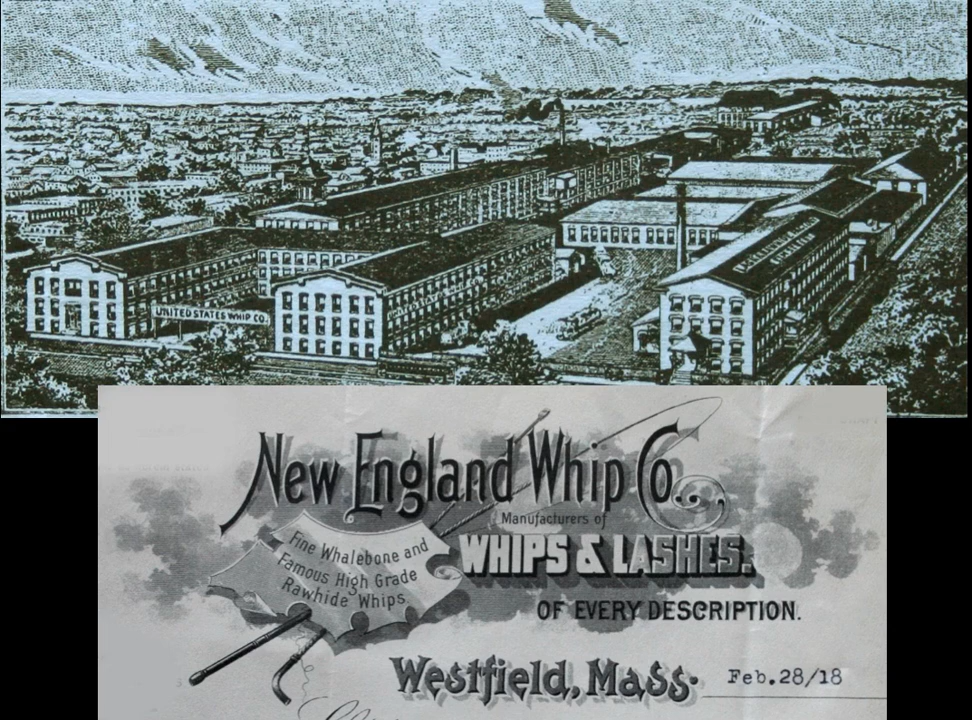 UNITED STATES WHIP CO.
New England Whip Co.
Manufacturers of
WHIPS & LASHES.
Fine Whalebone and
Famous High Grade
Rawhide Whips
OF EVERY DESCRIPTION.
Westfield, Mass. Feb.28/18